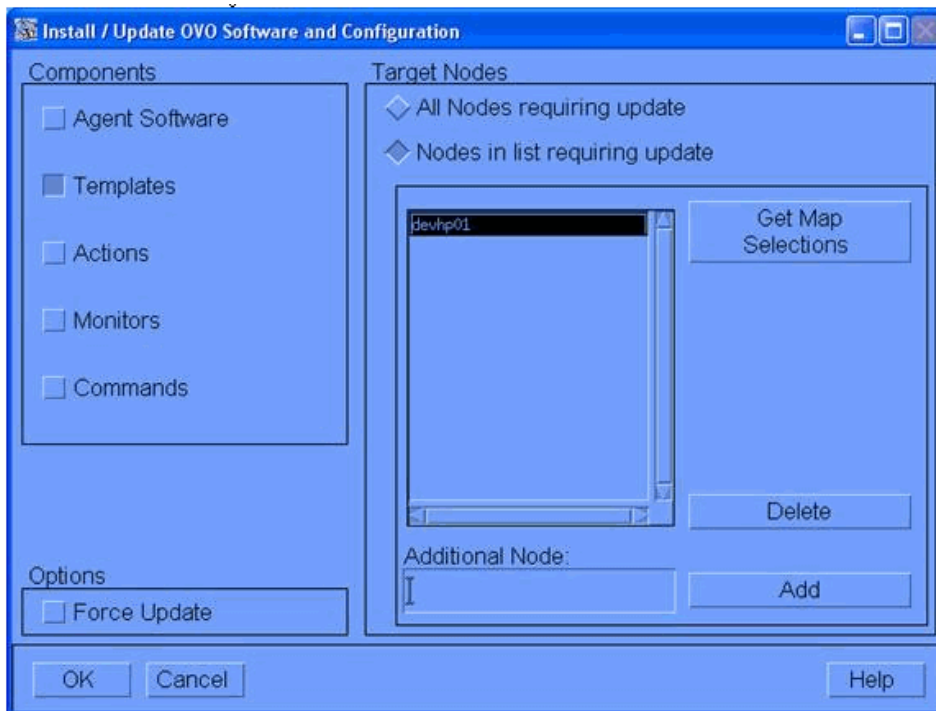 Install / Update OVO Software and Configuration
Components
Agent Software
Templates
Actions
Monitors
Commands
Options
Force Update
Target Nodes
All Nodes requiring update
Nodes in list requiring update
devhp01
Get Map
Selections
Delete
Additional Node:
Add
OK
Cancel
Help